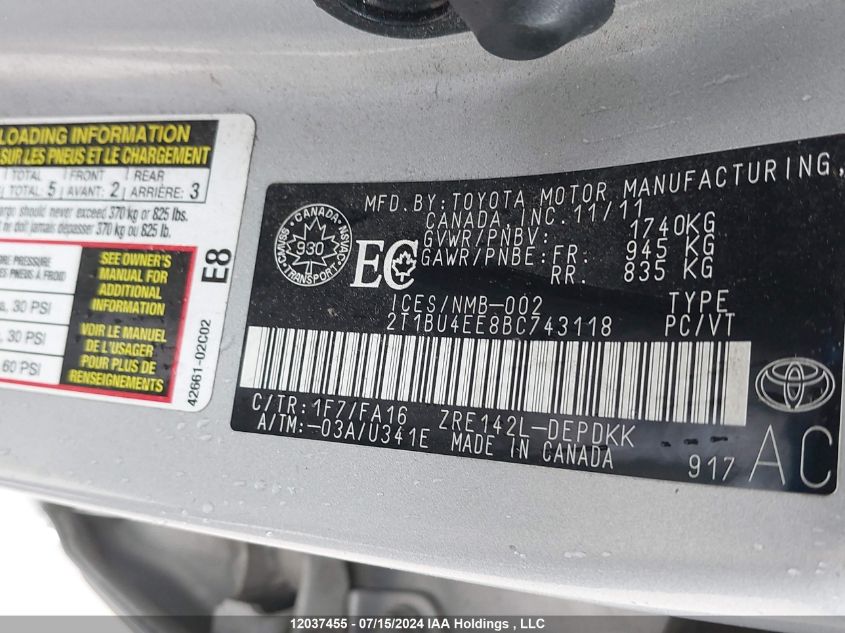 LOADING INFORMATION
SUR LES PNEUS ET LE CHARGEMENT
TOTAL FRONT REAR
TOTAL: 5 AVANT: 2 ARRIÈRE: 3
should never exceed 370 kg or 825 lbs.
ne doit jamais dépasser 370 kg ou 825 lb.
PRESSURE
PNEUS À FROID
30 PSI
30 PSI
60 PSI
SEE OWNER'S
MANUAL FOR
ADDITIONAL
INFORMATION
VOIR LE MANUEL
DE L'USAGER
POUR PLUS DE
RENSEIGNEMENTS
E8
42661-02C02
MFD.BY:TOYOTA MOTOR MANUFACTURING,
CANADA, INC.11/11
GVWR/PNBV: 1740KG
GAWR/PNBE:FR: 945 KG
RR. 835 KG
CANADA
930
TRANSPORT
NSVAC
EC
ICES/NMB-002 TYPE
2T1BU4EE8BC743118 PC/VT
C/TR:1F7/FA16 ZRE142L-DEPDKK
A/TM:-03A/U341E MADE IN CANADA
917 AC
12037455 - 07/15/2024 IAA Holdings , LLC